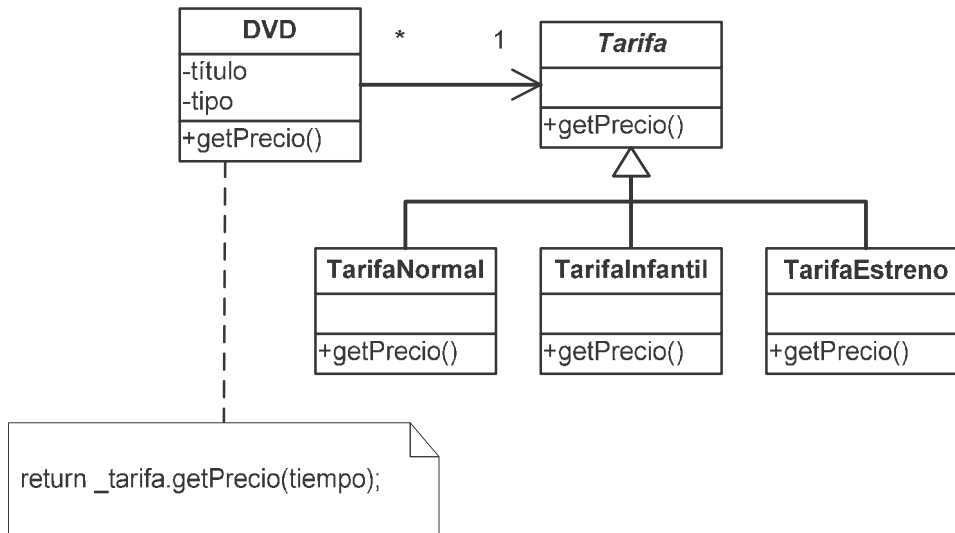 DVD
-título
-tipo
+getPrecio()
*
1
Tarifa
+getPrecio()
TarifaNormal
+getPrecio()
TarifaInfantil
+getPrecio()
TarifaEstreno
+getPrecio()
return _tarifa.getPrecio(tiempo);